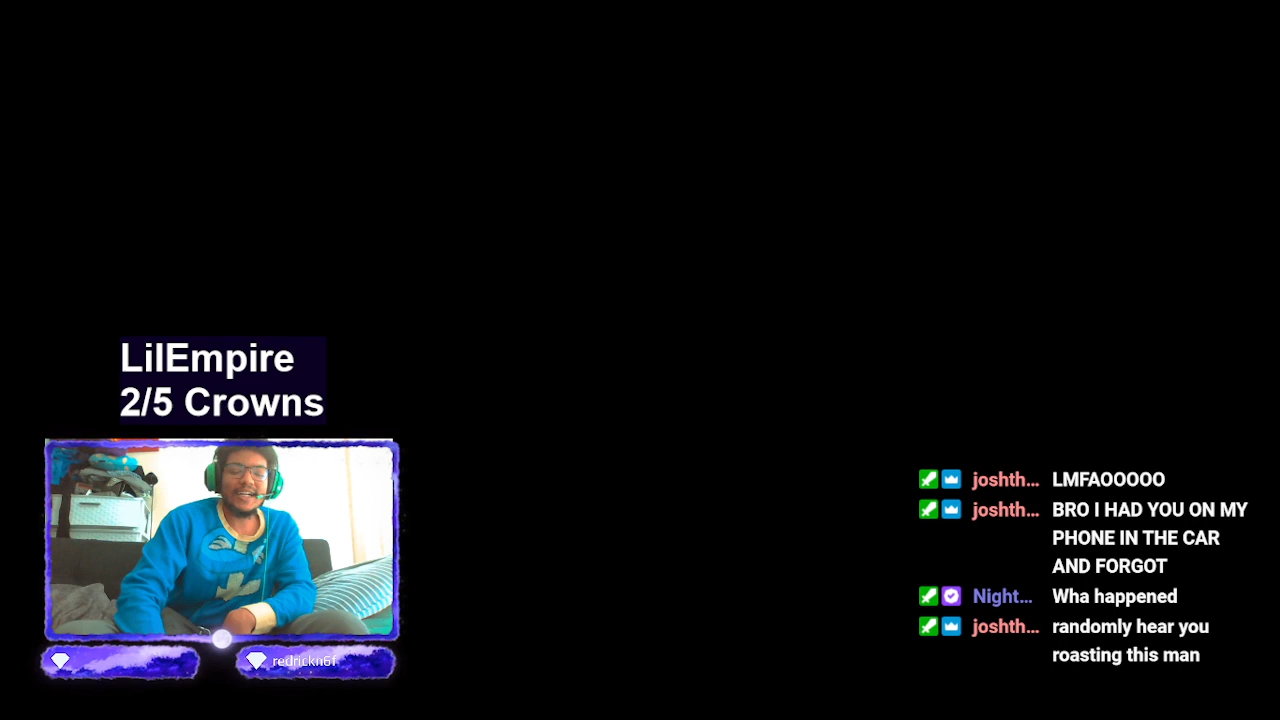 LilEmpire
2/5 Crowns
redrickn6f
joshth... LMFAOOOOO
joshth... BRO I HAD YOU ON MY
PHONE IN THE CAR
AND FORGOT
Night... Wha happened
joshth... randomly hear you
roasting this man